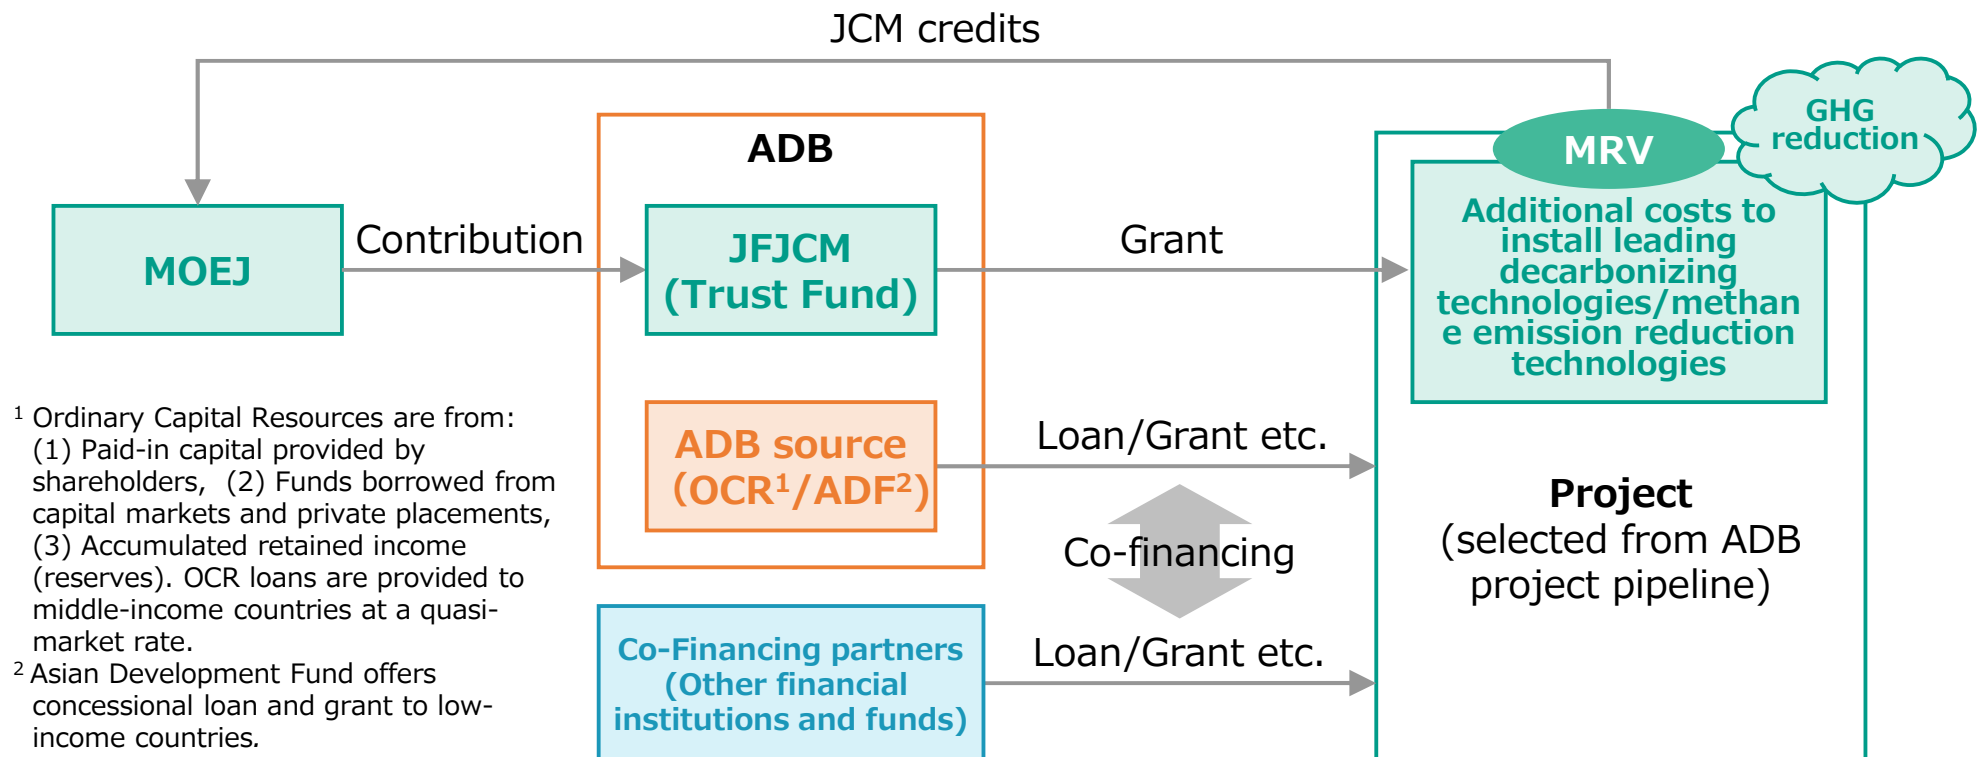 JCM credits
ADB
MRV
GHG
reduction
MOEJ
Contribution
JFJCM
(Trust Fund)
Grant
Additional costs to
install leading
decarbonizing
technologies/methan
e emission reduction
technologies
ADB source
(OCR¹/ADF²)
Loan/Grant etc.
Co-financing
Project
(selected from ADB
project pipeline)
Co-Financing partners
(Other financial
institutions and funds)
Loan/Grant etc.
¹ Ordinary Capital Resources are from:
(1) Paid-in capital provided by
shareholders, (2) Funds borrowed from
capital markets and private placements,
(3) Accumulated retained income
(reserves). OCR loans are provided to
middle-income countries at a quasi-
market rate.
² Asian Development Fund offers
concessional loan and grant to low-
income countries.